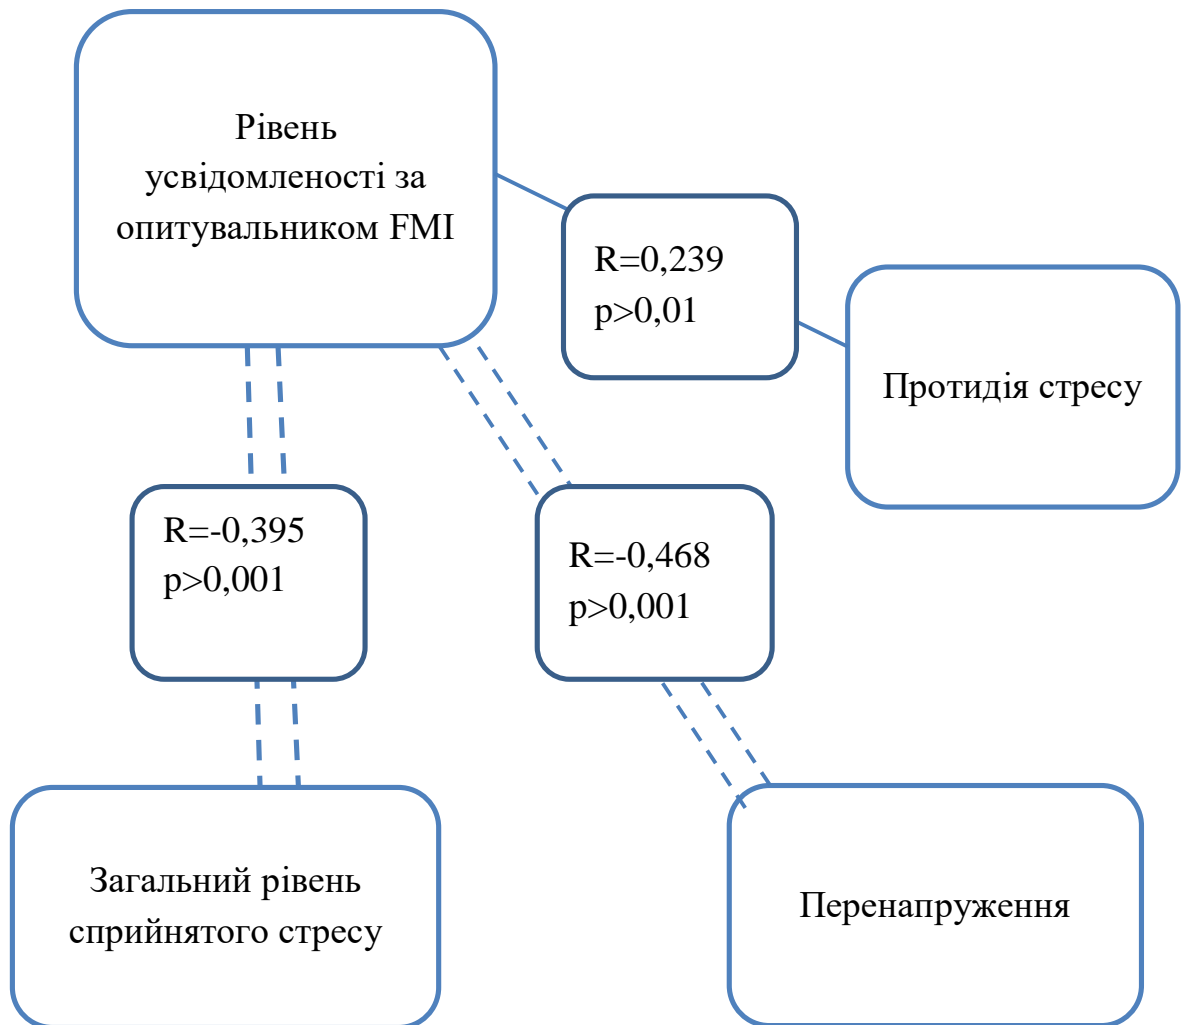 Рівень
усвідомленості за
опитувальником FMI
R=0,239
p>0,01
Протидія стресу
R=-0,395
p>0,001
R=-0,468
p>0,001
Загальний рівень
сприйнятого стресу
Перенапруження